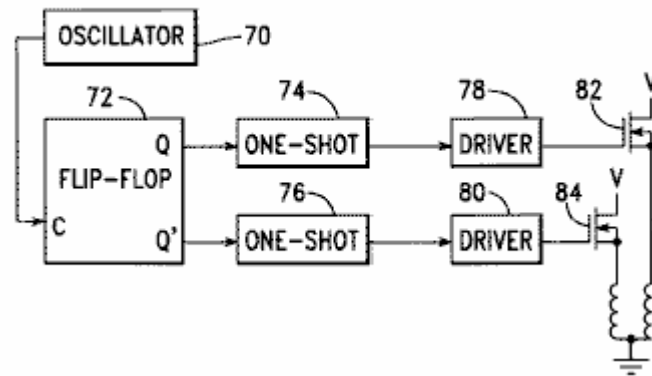 OSCILLATOR 70
72 74 78 82 V
Q ONE-SHOT DRIVER
FLIP-FLOP
76 80 84 V
C Q' ONE-SHOT DRIVER